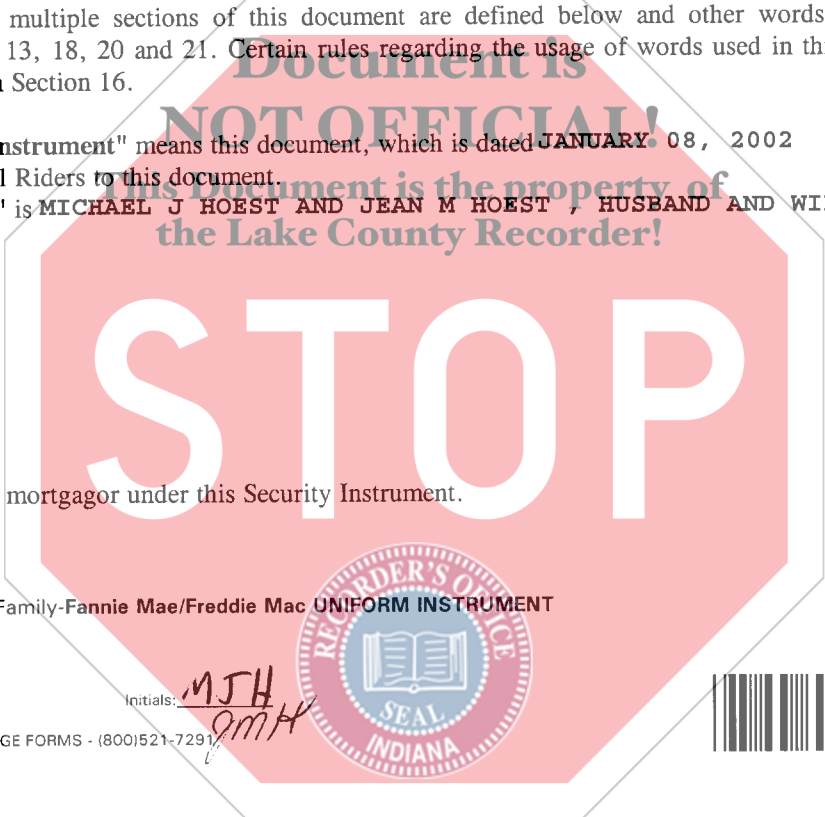 multiple sections of this document are defined below and other words
13, 18, 20 and 21. Certain rules regarding the usage of words used in th
Section 16.
Document is
NOT OFFICIAL!
nstrument" means this document, which is dated JANUARY 08, 2002
l Riders to this document.
This Document is the property of
" is MICHAEL J HOEST AND JEAN M HOEST , HUSBAND AND WI
the Lake County Recorder!
STOP
mortgagor under this Security Instrument.
Family-Fannie Mae/Freddie Mac UNIFORM INSTRUMENT
RECORDER'S OFFICE
SEAL
INDIANA
Initials: MJH
JMH
GE FORMS - (800)521-7291